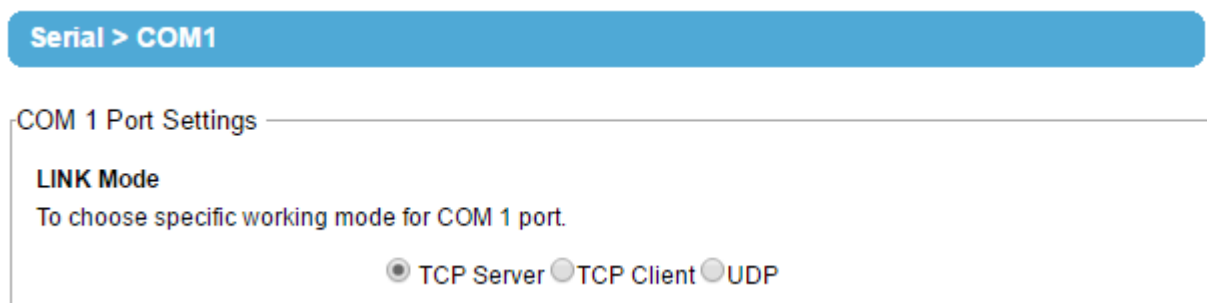 Serial > COM1
COM 1 Port Settings
LINK Mode
To choose specific working mode for COM 1 port.
TCP Server TCP Client UDP